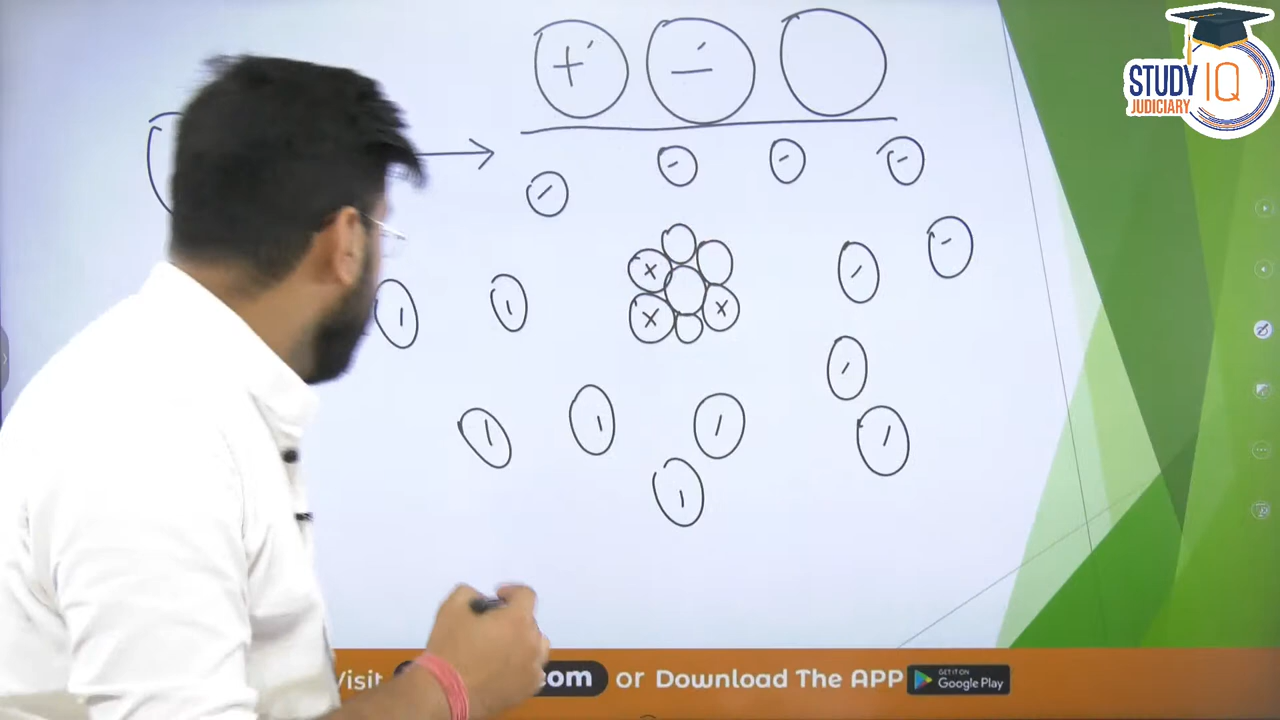 STUDY IQ
JUDICIARY
+ −
− − − −
− −
Visit com or Download The APP
GET IT ON
Google Play